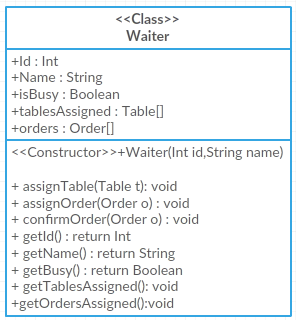 <<Class>>
Waiter
+Id : Int
+Name : String
+isBusy : Boolean
+tablesAssigned : Table[]
+orders : Order[]
<<Constructor>>+Waiter(Int id,String name)
+ assignTable(Table t): void
+ assignOrder(Order o) : void
+ confirmOrder(Order o) : void
+ getId() : return Int
+ getName() : return String
+ getBusy() : return Boolean
+ getTablesAssigned(): void
+getOrdersAssigned():void